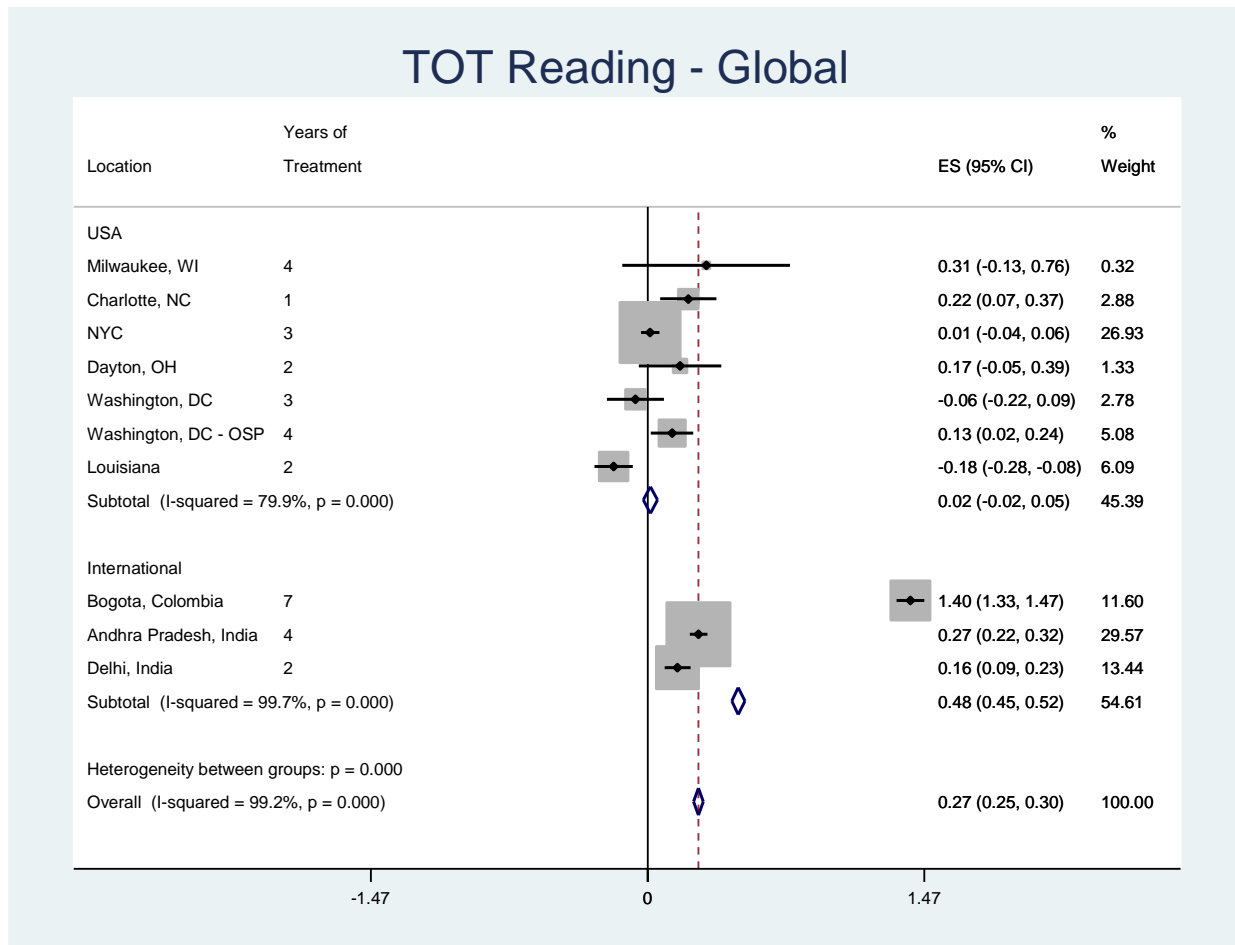 TOT Reading - Global
Years of %
Location Treatment ES (95% CI) Weight
USA
Milwaukee, WI 4 0.31 (-0.13, 0.76) 0.32
Charlotte, NC 1 0.22 (0.07, 0.37) 2.88
NYC 3 0.01 (-0.04, 0.06) 26.93
Dayton, OH 2 0.17 (-0.05, 0.39) 1.33
Washington, DC 3 -0.06 (-0.22, 0.09) 2.78
Washington, DC - OSP 4 0.13 (0.02, 0.24) 5.08
Louisiana 2 -0.18 (-0.28, -0.08) 6.09
Subtotal (I-squared = 79.9%, p = 0.000) 0.02 (-0.02, 0.05) 45.39
International
Bogota, Colombia 7 1.40 (1.33, 1.47) 11.60
Andhra Pradesh, India 4 0.27 (0.22, 0.32) 29.57
Delhi, India 2 0.16 (0.09, 0.23) 13.44
Subtotal (I-squared = 99.7%, p = 0.000) 0.48 (0.45, 0.52) 54.61
Heterogeneity between groups: p = 0.000
Overall (I-squared = 99.2%, p = 0.000) 0.27 (0.25, 0.30) 100.00
-1.47 0 1.47